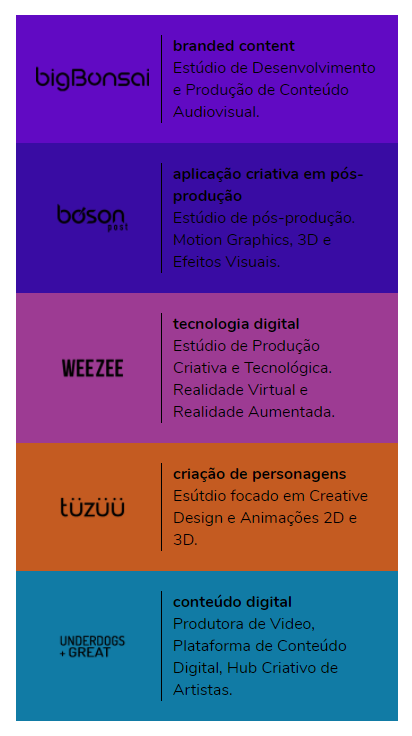 bigBonsai
branded content
Estúdio de Desenvolvimento
e Produção de Conteúdo
Audiovisual.
bóson
post
aplicação criativa em pós-
produção
Estúdio de pós-produção.
Motion Graphics, 3D e
Efeitos Visuais.
WEEZEE
tecnologia digital
Estúdio de Produção
Criativa e Tecnológica.
Realidade Virtual e
Realidade Aumentada.
tüzüü
criação de personagens
Esútdio focado em Creative
Design e Animações 2D e
3D.
UNDERDOGS
+ GREAT
conteúdo digital
Produtora de Video,
Plataforma de Conteúdo
Digital, Hub Criativo de
Artistas.